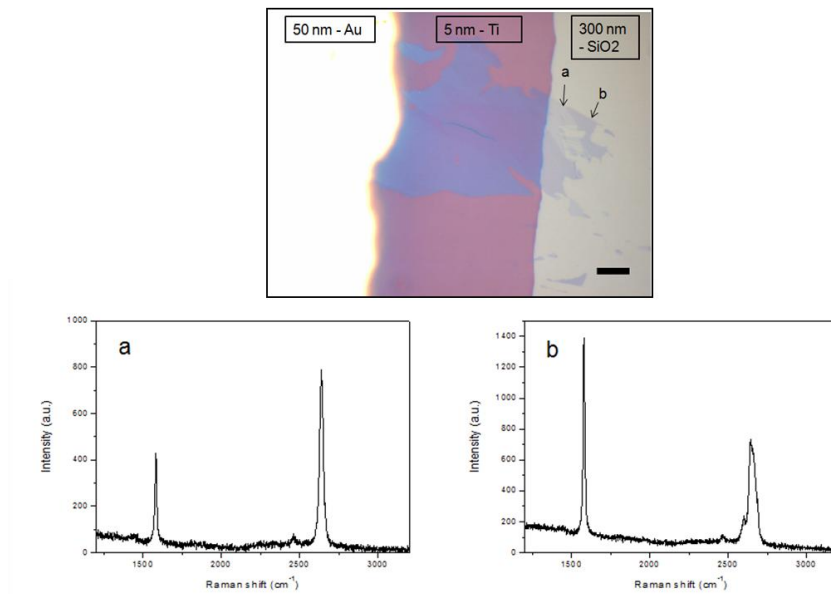 50 nm - Au
5 nm - Ti
300 nm
- SiO2
a
b
1000
800
600
400
200
0
1500
2000
2500
3000
Intensity (a.u.)
Raman shift (cm⁻¹)
a
1400
1200
1000
800
600
400
200
0
1500
2000
2500
3000
Intensity (a.u.)
Raman shift (cm⁻¹)
b